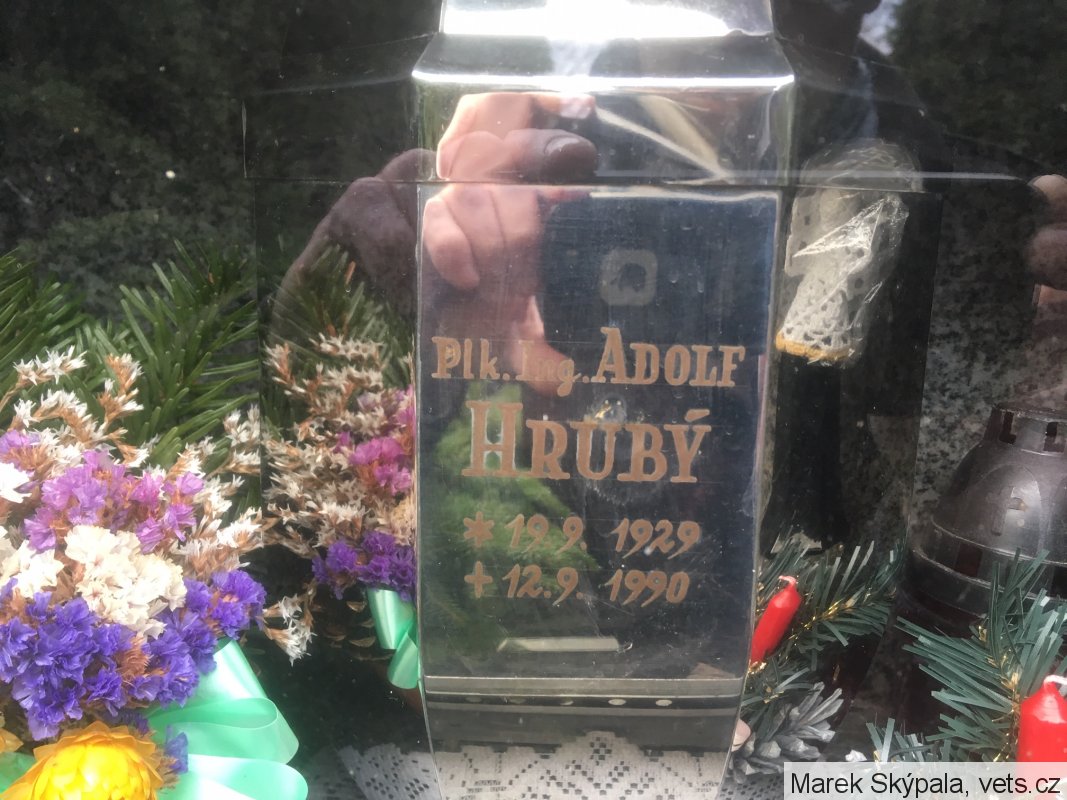 Plk. Ing. ADOLF
HRUBÝ
* 19.9. 1929
+ 12.9. 1990
Marek Skýpala, vets.cz